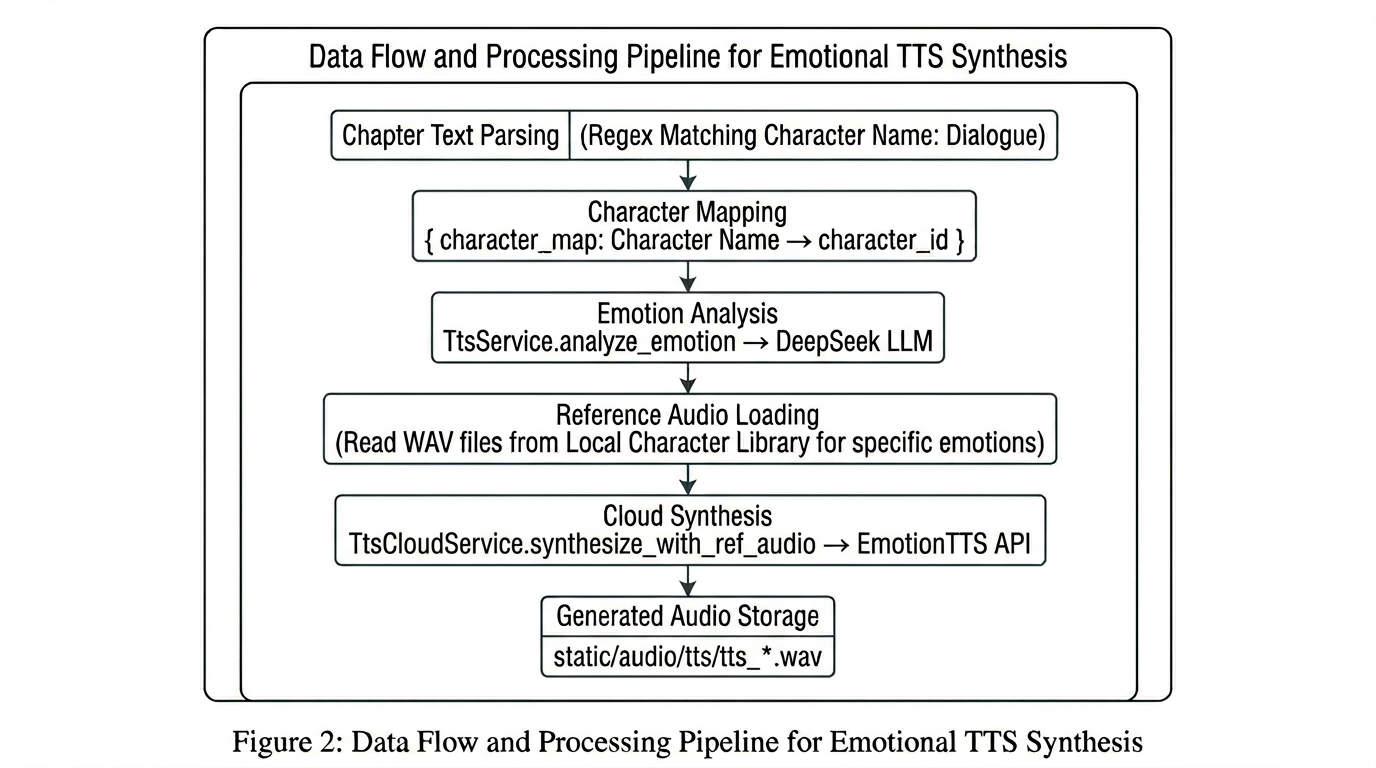 Data Flow and Processing Pipeline for Emotional TTS Synthesis
Chapter Text Parsing (Regex Matching Character Name: Dialogue)
Character Mapping
{ character_map: Character Name → character_id }
Emotion Analysis
TtsService.analyze_emotion → DeepSeek LLM
Reference Audio Loading
(Read WAV files from Local Character Library for specific emotions)
Cloud Synthesis
TtsCloudService.synthesize_with_ref_audio → EmotionTTS API
Generated Audio Storage
static/audio/tts/tts_*.wav
Figure 2: Data Flow and Processing Pipeline for Emotional TTS Synthesis